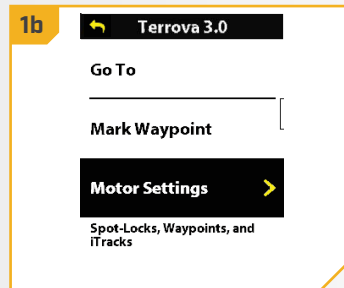 1b
Terrova 3.0
Go To
Mark Waypoint
Motor Settings
Spot-Locks, Waypoints, and
iTracks